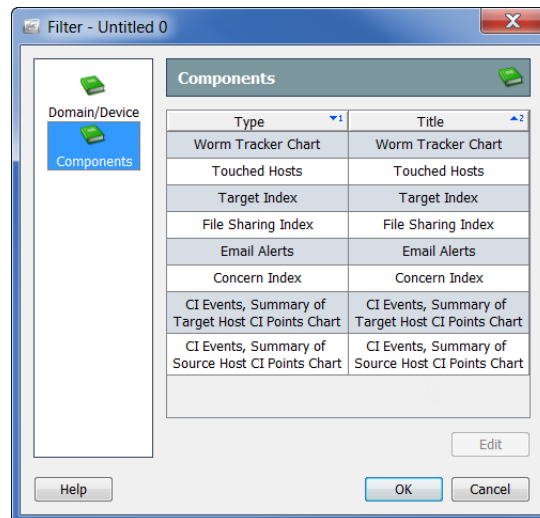 Filter - Untitled 0
Domain/Device
Components
Components
Type 1 Title 2
Worm Tracker Chart Worm Tracker Chart
Touched Hosts Touched Hosts
Target Index Target Index
File Sharing Index File Sharing Index
Email Alerts Email Alerts
Concern Index Concern Index
CI Events, Summary of CI Events, Summary of
Target Host CI Points Chart Target Host CI Points Chart
CI Events, Summary of CI Events, Summary of
Source Host CI Points Chart Source Host CI Points Chart
Edit
Help OK Cancel